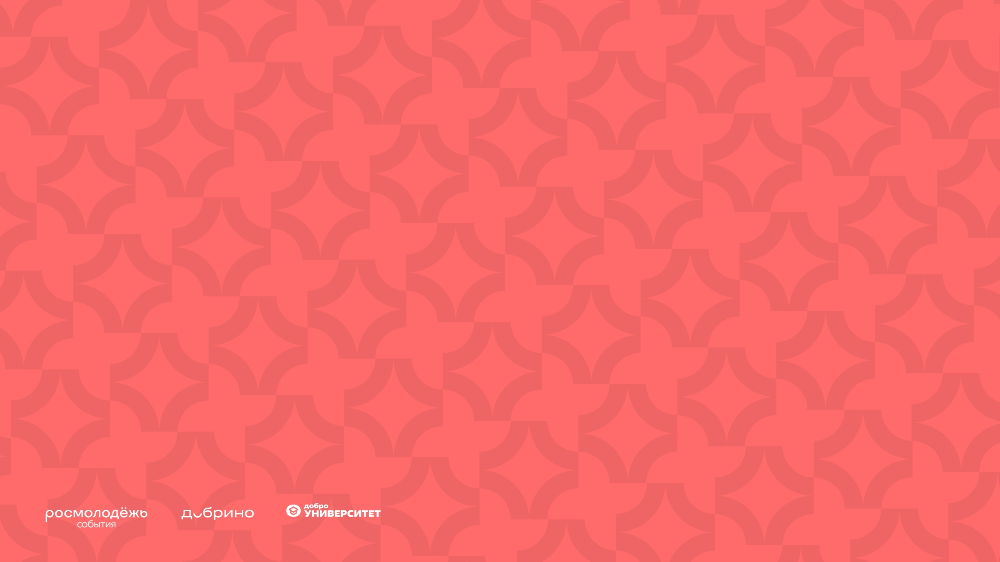 росмолодёжь
события
добрино
добро
УНИВЕРСИТЕТ